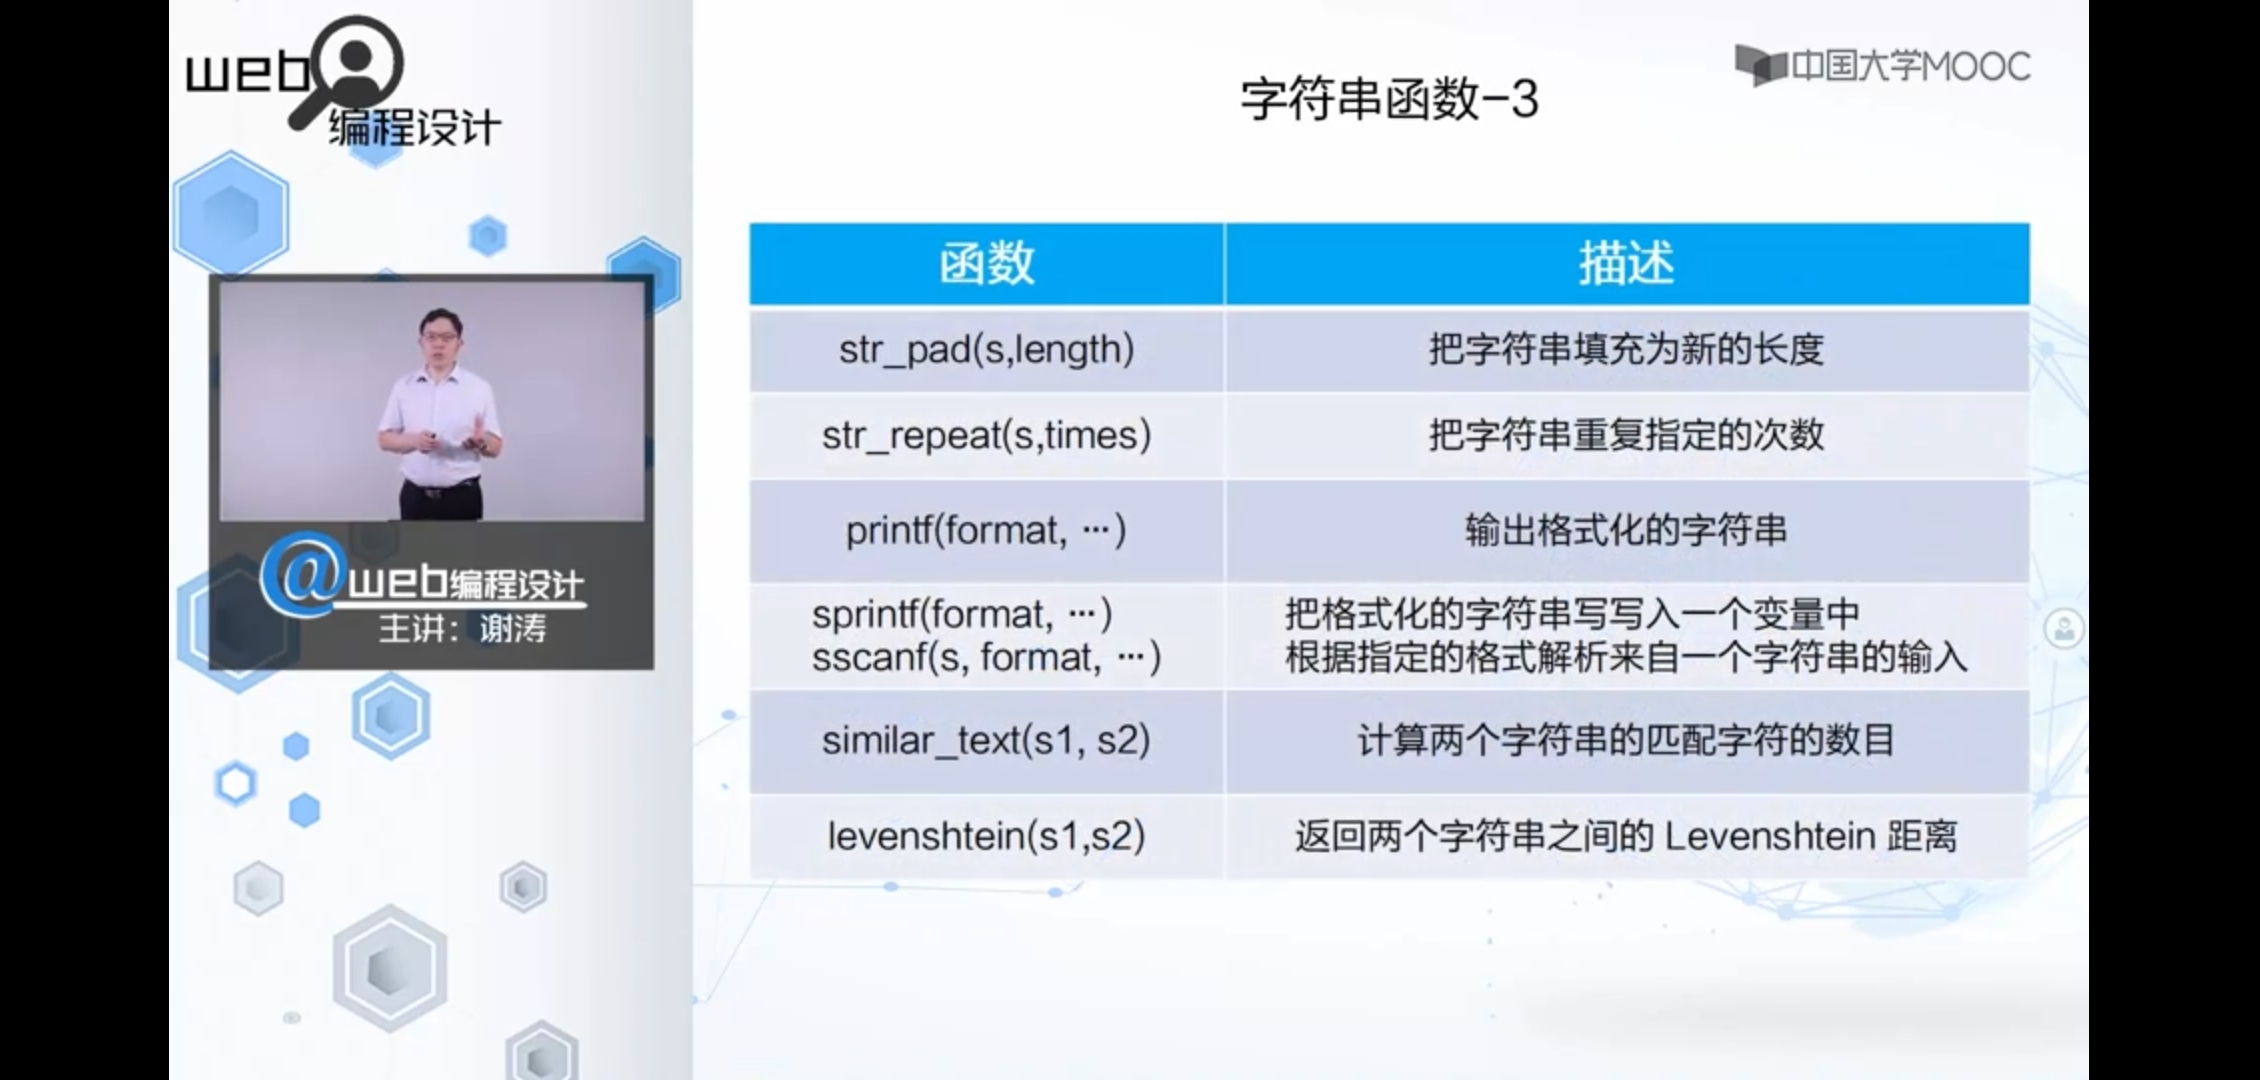 web
编程设计
中国大学MOOC
字符串函数-3
函数 描述
str_pad(s,length) 把字符串填充为新的长度
str_repeat(s,times) 把字符串重复指定的次数
printf(format, …) 输出格式化的字符串
sprintf(format, …) 把格式化的字符串写写入一个变量中
sscanf(s, format, …) 根据指定的格式解析来自一个字符串的输入
similar_text(s1, s2) 计算两个字符串的匹配字符的数目
levenshtein(s1,s2) 返回两个字符串之间的 Levenshtein 距离
@web编程设计
主讲：谢涛